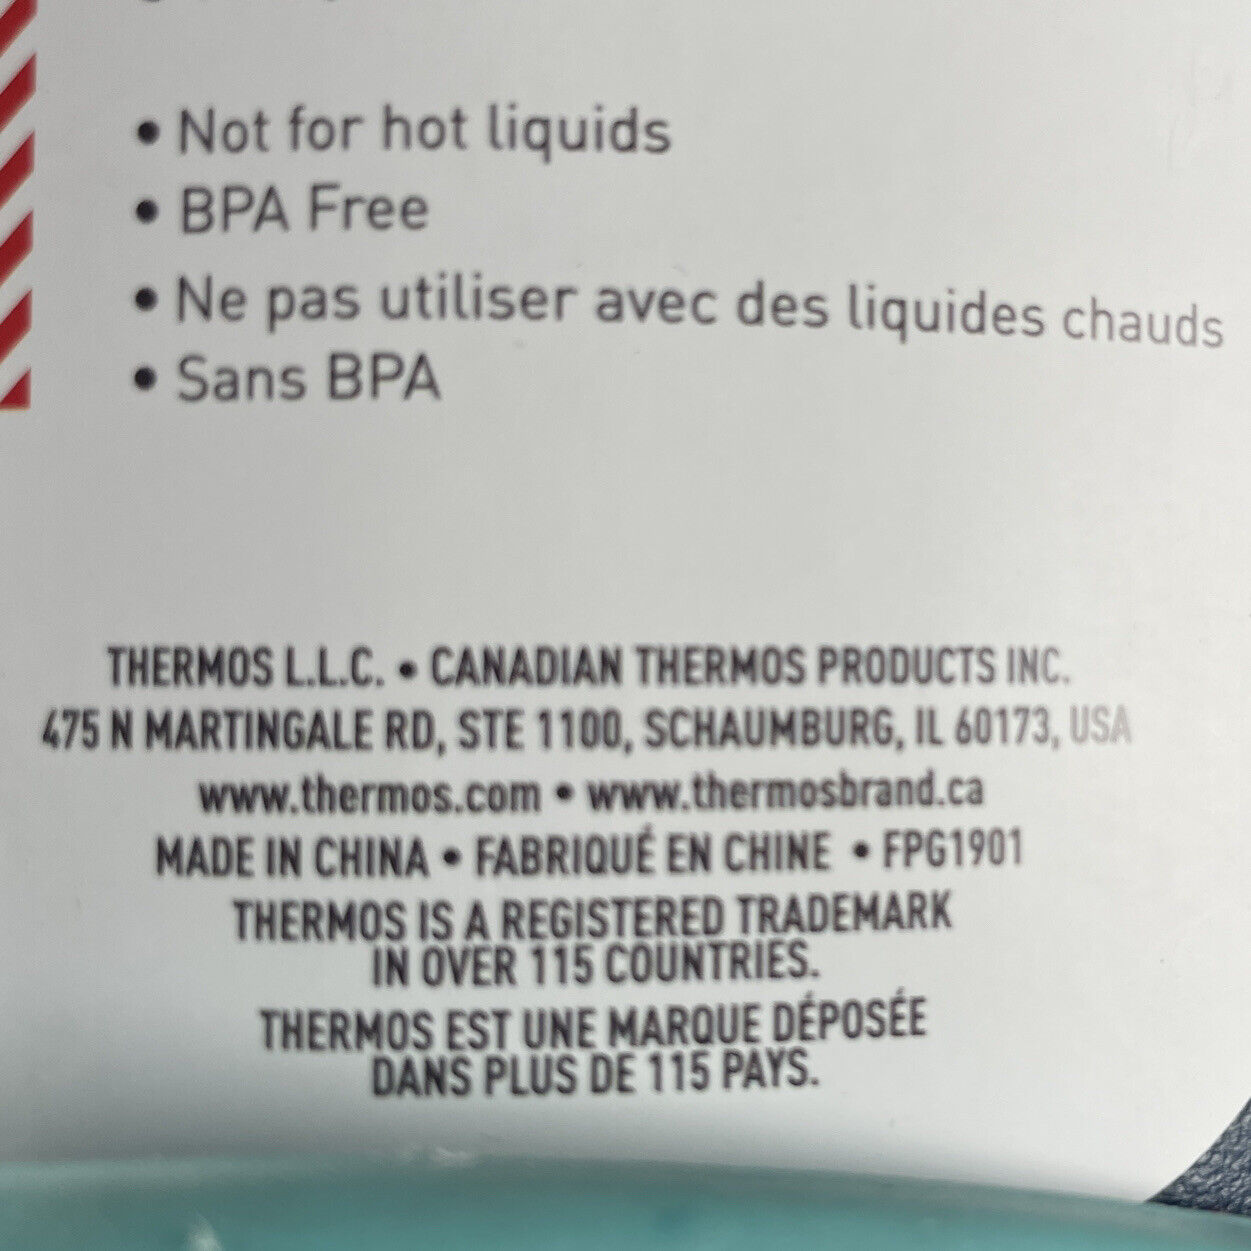 • Not for hot liquids
• BPA Free
• Ne pas utiliser avec des liquides chauds
• Sans BPA
THERMOS L.L.C. • CANADIAN THERMOS PRODUCTS INC.
475 N MARTINGALE RD, STE 1100, SCHAUMBURG, IL 60173, USA
www.thermos.com • www.thermosbrand.ca
MADE IN CHINA • FABRIQUÉ EN CHINE • FPG1901
THERMOS IS A REGISTERED TRADEMARK
IN OVER 115 COUNTRIES.
THERMOS EST UNE MARQUE DÉPOSÉE
DANS PLUS DE 115 PAYS.